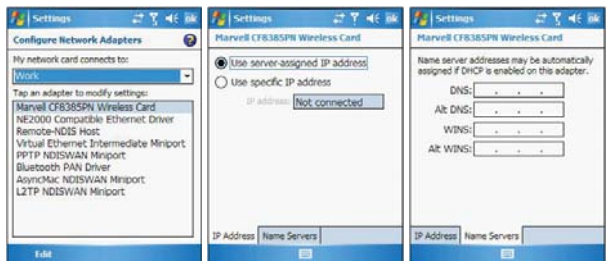 Settings
ok
Configure Network Adapters
My network card connects to:
Work
Tap an adapter to modify settings:
Marvell CF8385PN Wireless Card
NE2000 Compatible Ethernet Driver
Remote-NDIS Host
Virtual Ethernet Intermediate Miniport
PPTP NDISWAN Miniport
Bluetooth PAN Driver
AsyncMac NDISWAN Miniport
L2TP NDISWAN Miniport
Edit
Settings
ok
Marvell CF8385PN Wireless Card
Use server-assigned IP address
Use specific IP address
IP address: Not connected
IP Address Name Servers
Settings
ok
Marvell CF8385PN Wireless Card
Name server addresses may be automatically
assigned if DHCP is enabled on this adapter.
DNS: . . .
Alt DNS: . . .
WINS: . . .
Alt WINS: . . .
IP Address Name Servers